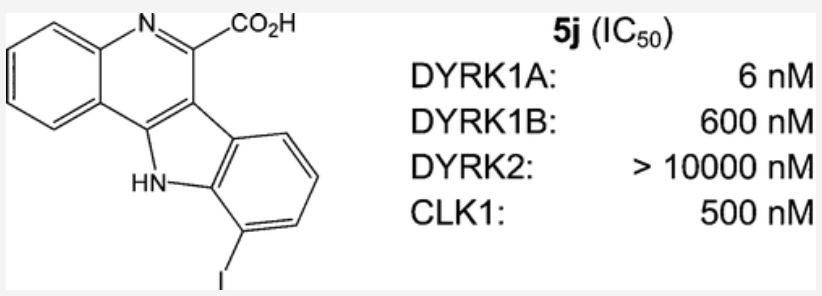 N
CO₂H
HN
I
5j (IC₅₀)
DYRK1A: 6 nM
DYRK1B: 600 nM
DYRK2: > 10000 nM
CLK1: 500 nM